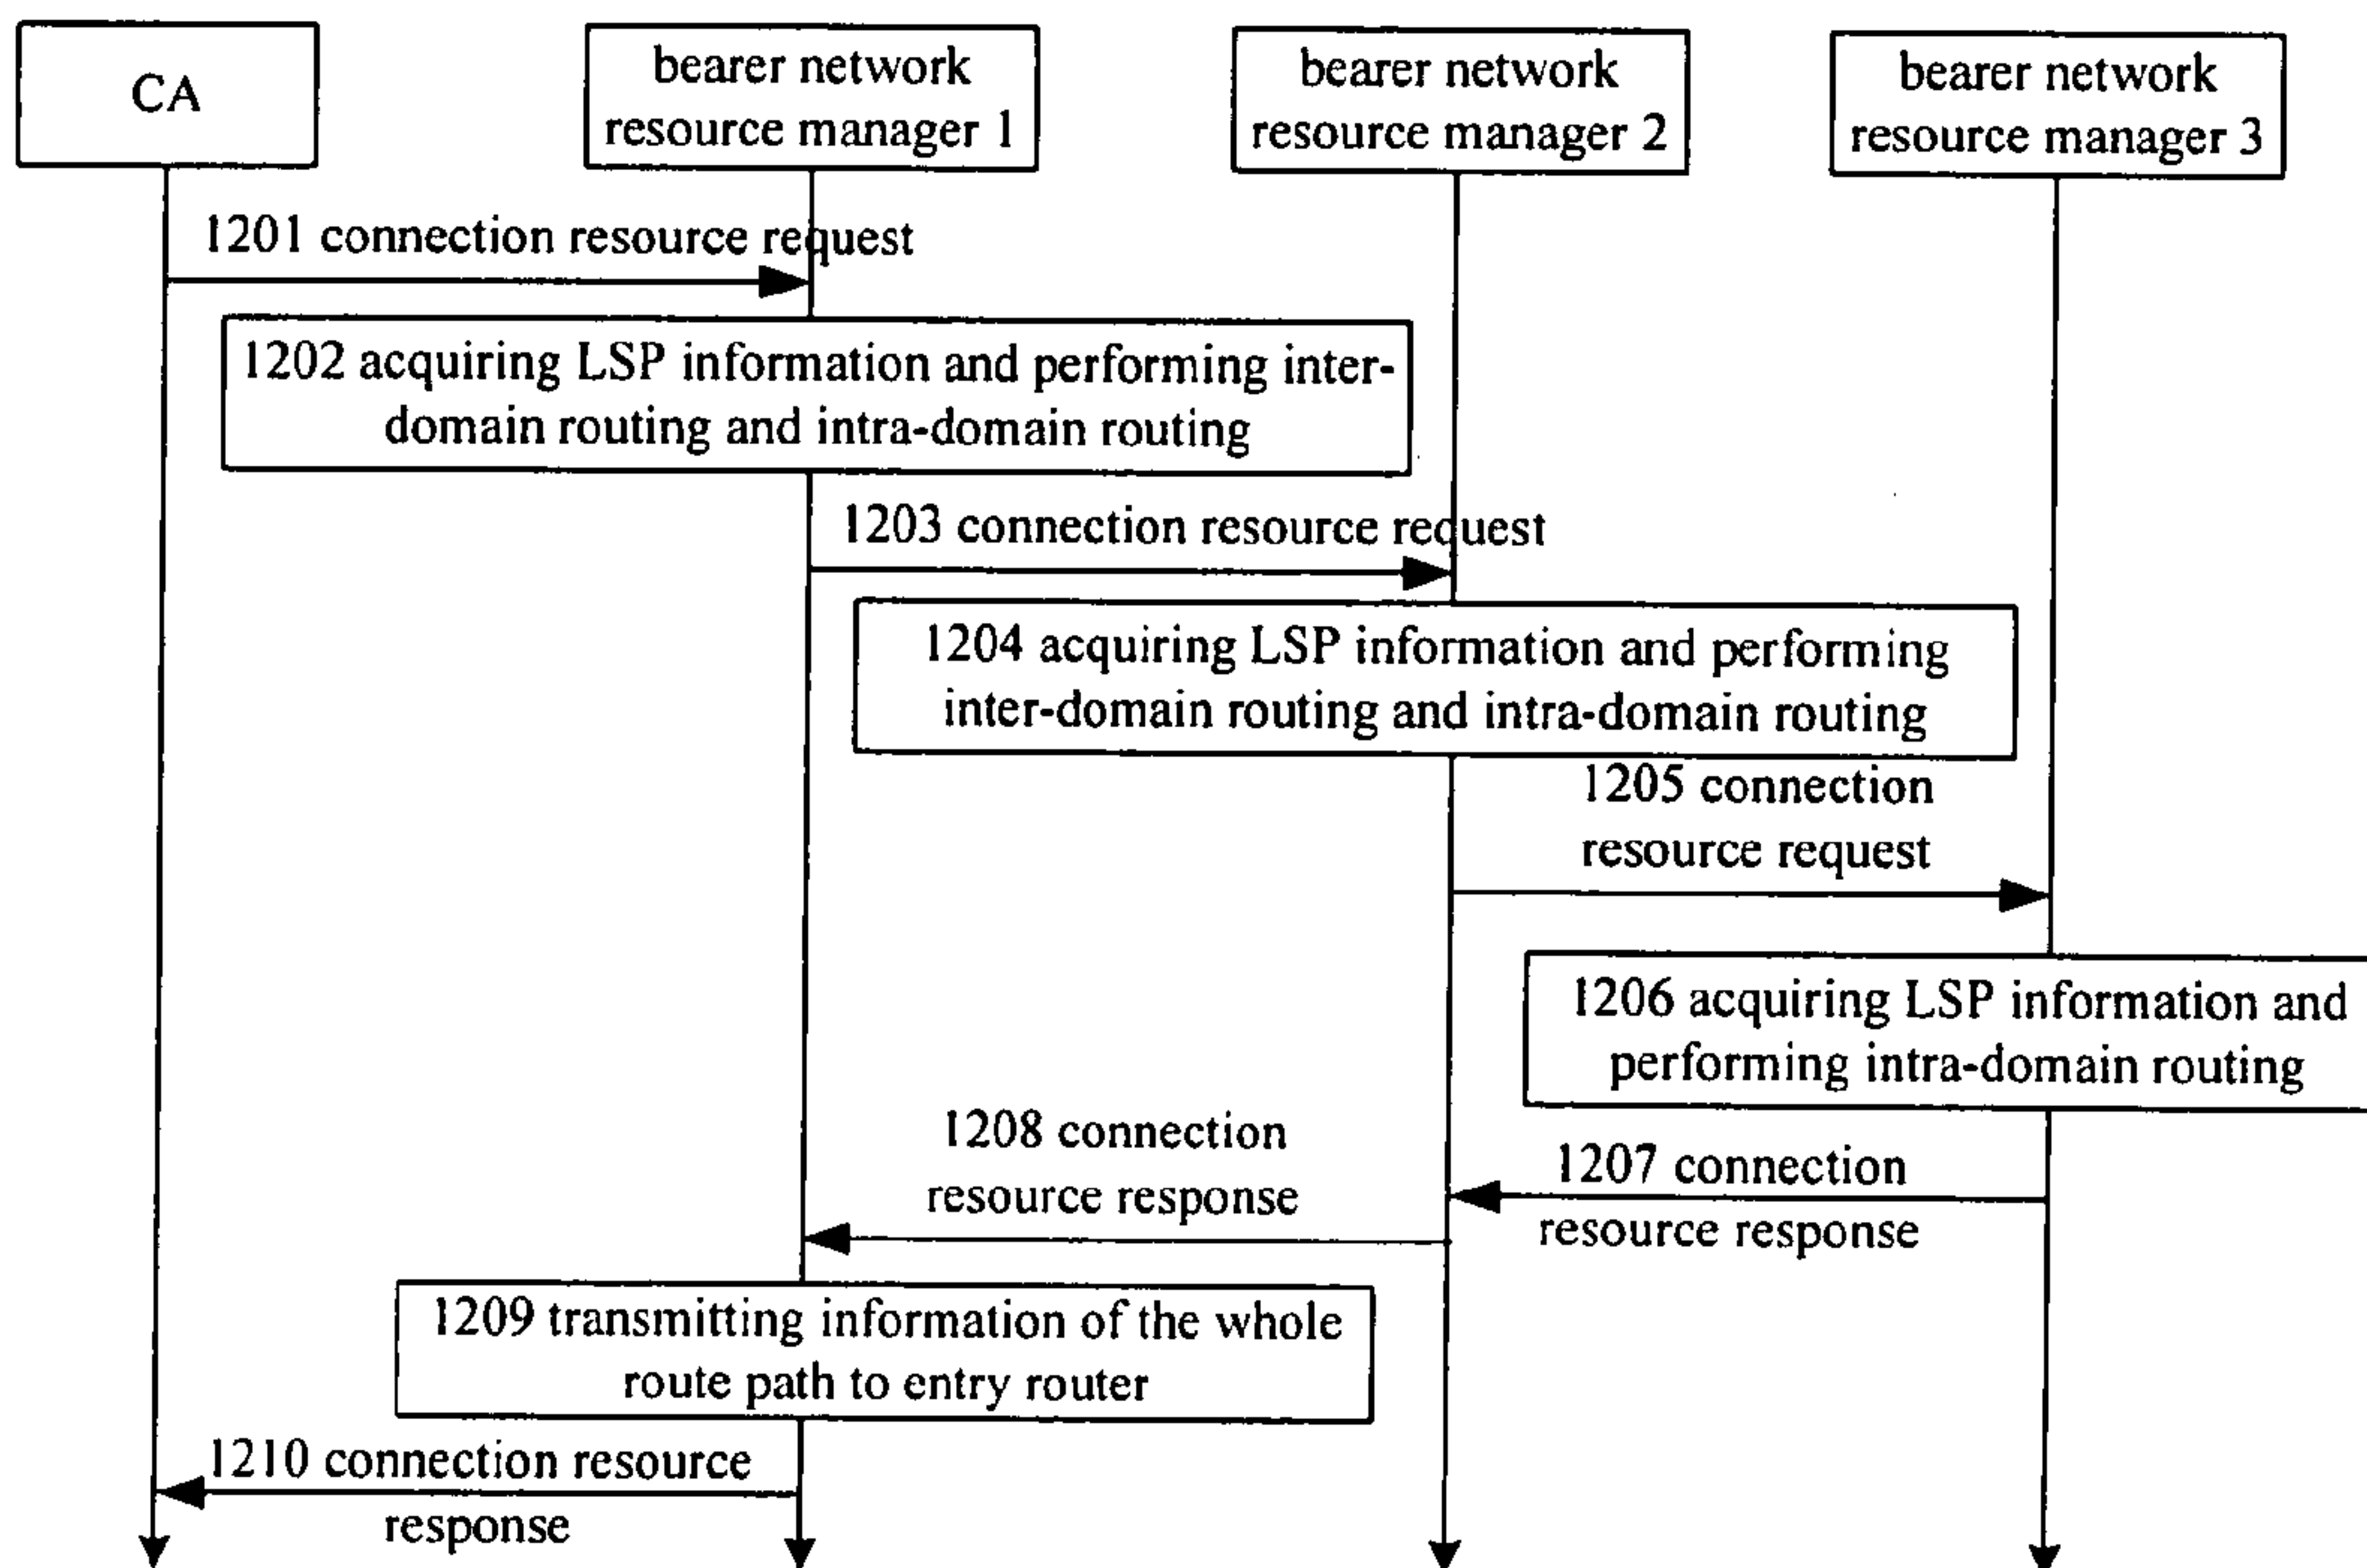 CA
bearer network
resource manager 1
bearer network
resource manager 2
bearer network
resource manager 3
1201 connection resource request
1202 acquiring LSP information and performing inter-
domain routing and intra-domain routing
1203 connection resource request
1204 acquiring LSP information and performing
inter-domain routing and intra-domain routing
1205 connection
resource request
1206 acquiring LSP information and
performing intra-domain routing
1207 connection
resource response
1208 connection
resource response
1209 transmitting information of the whole
route path to entry router
1210 connection resource
response